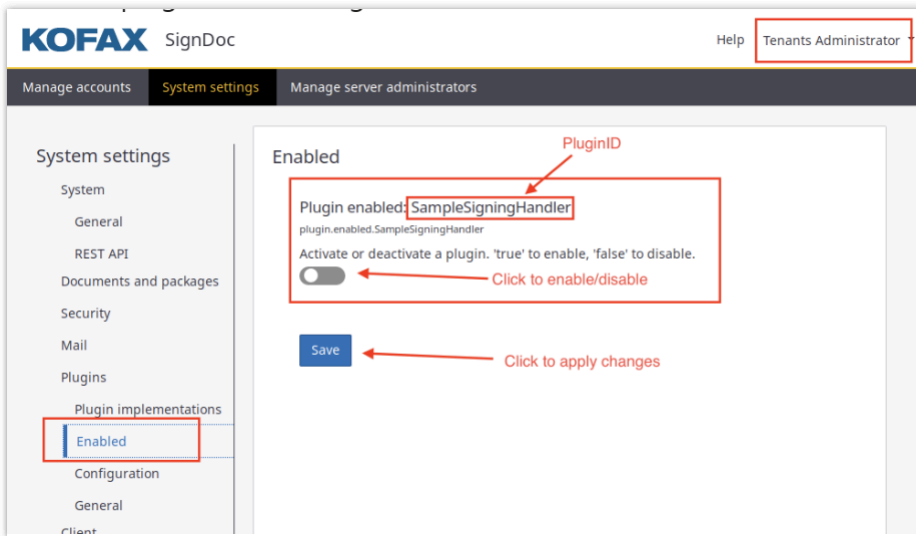 KOFAX SignDoc
Help Tenants Administrator
Manage accounts System settings Manage server administrators
System settings
System
General
REST API
Documents and packages
Security
Mail
Plugins
Plugin implementations
Enabled
Configuration
General
Client
Enabled
PluginID
Plugin enabled: SampleSigningHandler
plugin.enabled.SampleSigningHandler
Activate or deactivate a plugin. 'true' to enable, 'false' to disable.
Click to enable/disable
Save
Click to apply changes